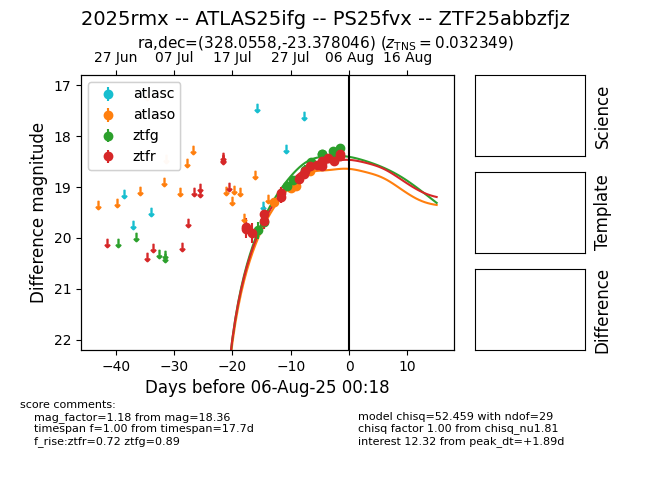 2025rmx -- ATLAS25ifg -- PS25fvx -- ZTF25abbzfjz
ra,dec=(328.0558,-23.378046) (zTNS = 0.032349)
27 Jun 07 Jul 17 Jul 27 Jul 06 Aug 16 Aug
17
18
19
20
21
22
Difference magnitude
atlasc
atlaso
ztfg
ztfr
−40 −30 −20 −10 0 10
Days before 06-Aug-25 00:18
Science
Template
Difference
score comments:
mag_factor=1.18 from mag=18.36
timespan f=1.00 from timespan=17.7d
f_rise:ztfr=0.72 ztfg=0.89
model chisq=52.459 with ndof=29
chisq factor 1.00 from chisq_nu1.81
interest 12.32 from peak_dt=+1.89d